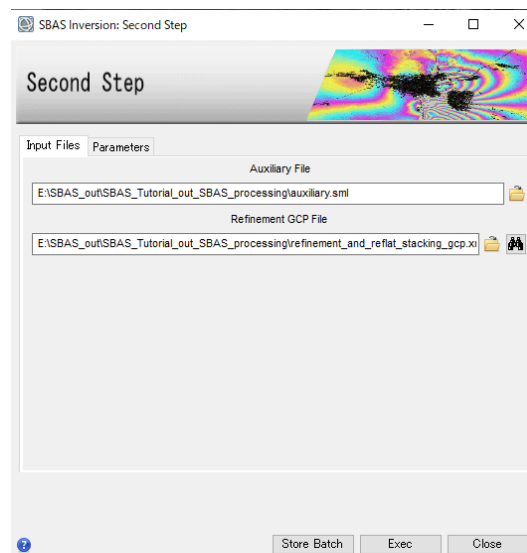 SBAS Inversion: Second Step
Second Step
Input Files Parameters
Auxiliary File
E:\SBAS_out\SBAS_Tutorial_out_SBAS_processing\auxiliary.sml
Refinement GCP File
E:\SBAS_out\SBAS_Tutorial_out_SBAS_processing\refinement_and_reflat_stacking_gcp.x
Store Batch Exec Close